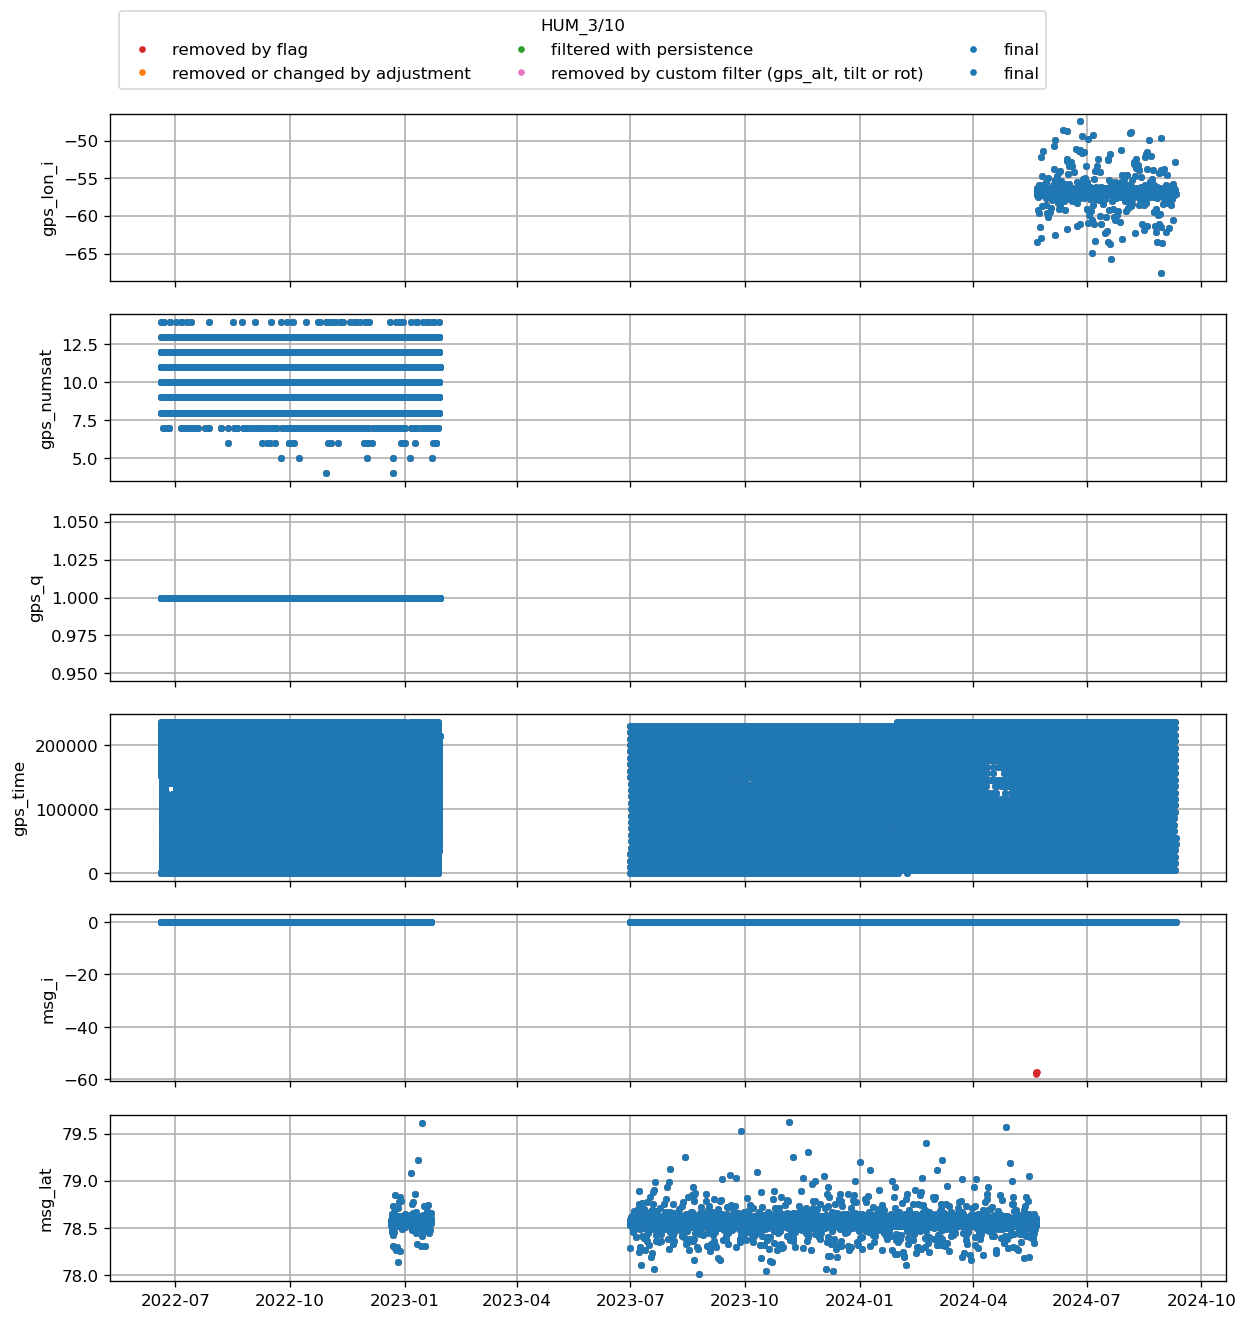 HUM_3/10
removed by flag
filtered with persistence
final
removed or changed by adjustment
removed by custom filter (gps_alt, tilt or rot)
final
gps_lon_i
−50
−55
−60
−65
gps_numsat
12.5
10.0
7.5
5.0
gps_q
1.050
1.025
1.000
0.975
0.950
gps_time
200000
100000
0
msg_i
0
−20
−40
−60
msg_lat
79.5
79.0
78.5
78.0
2022-07
2022-10
2023-01
2023-04
2023-07
2023-10
2024-01
2024-04
2024-07
2024-10